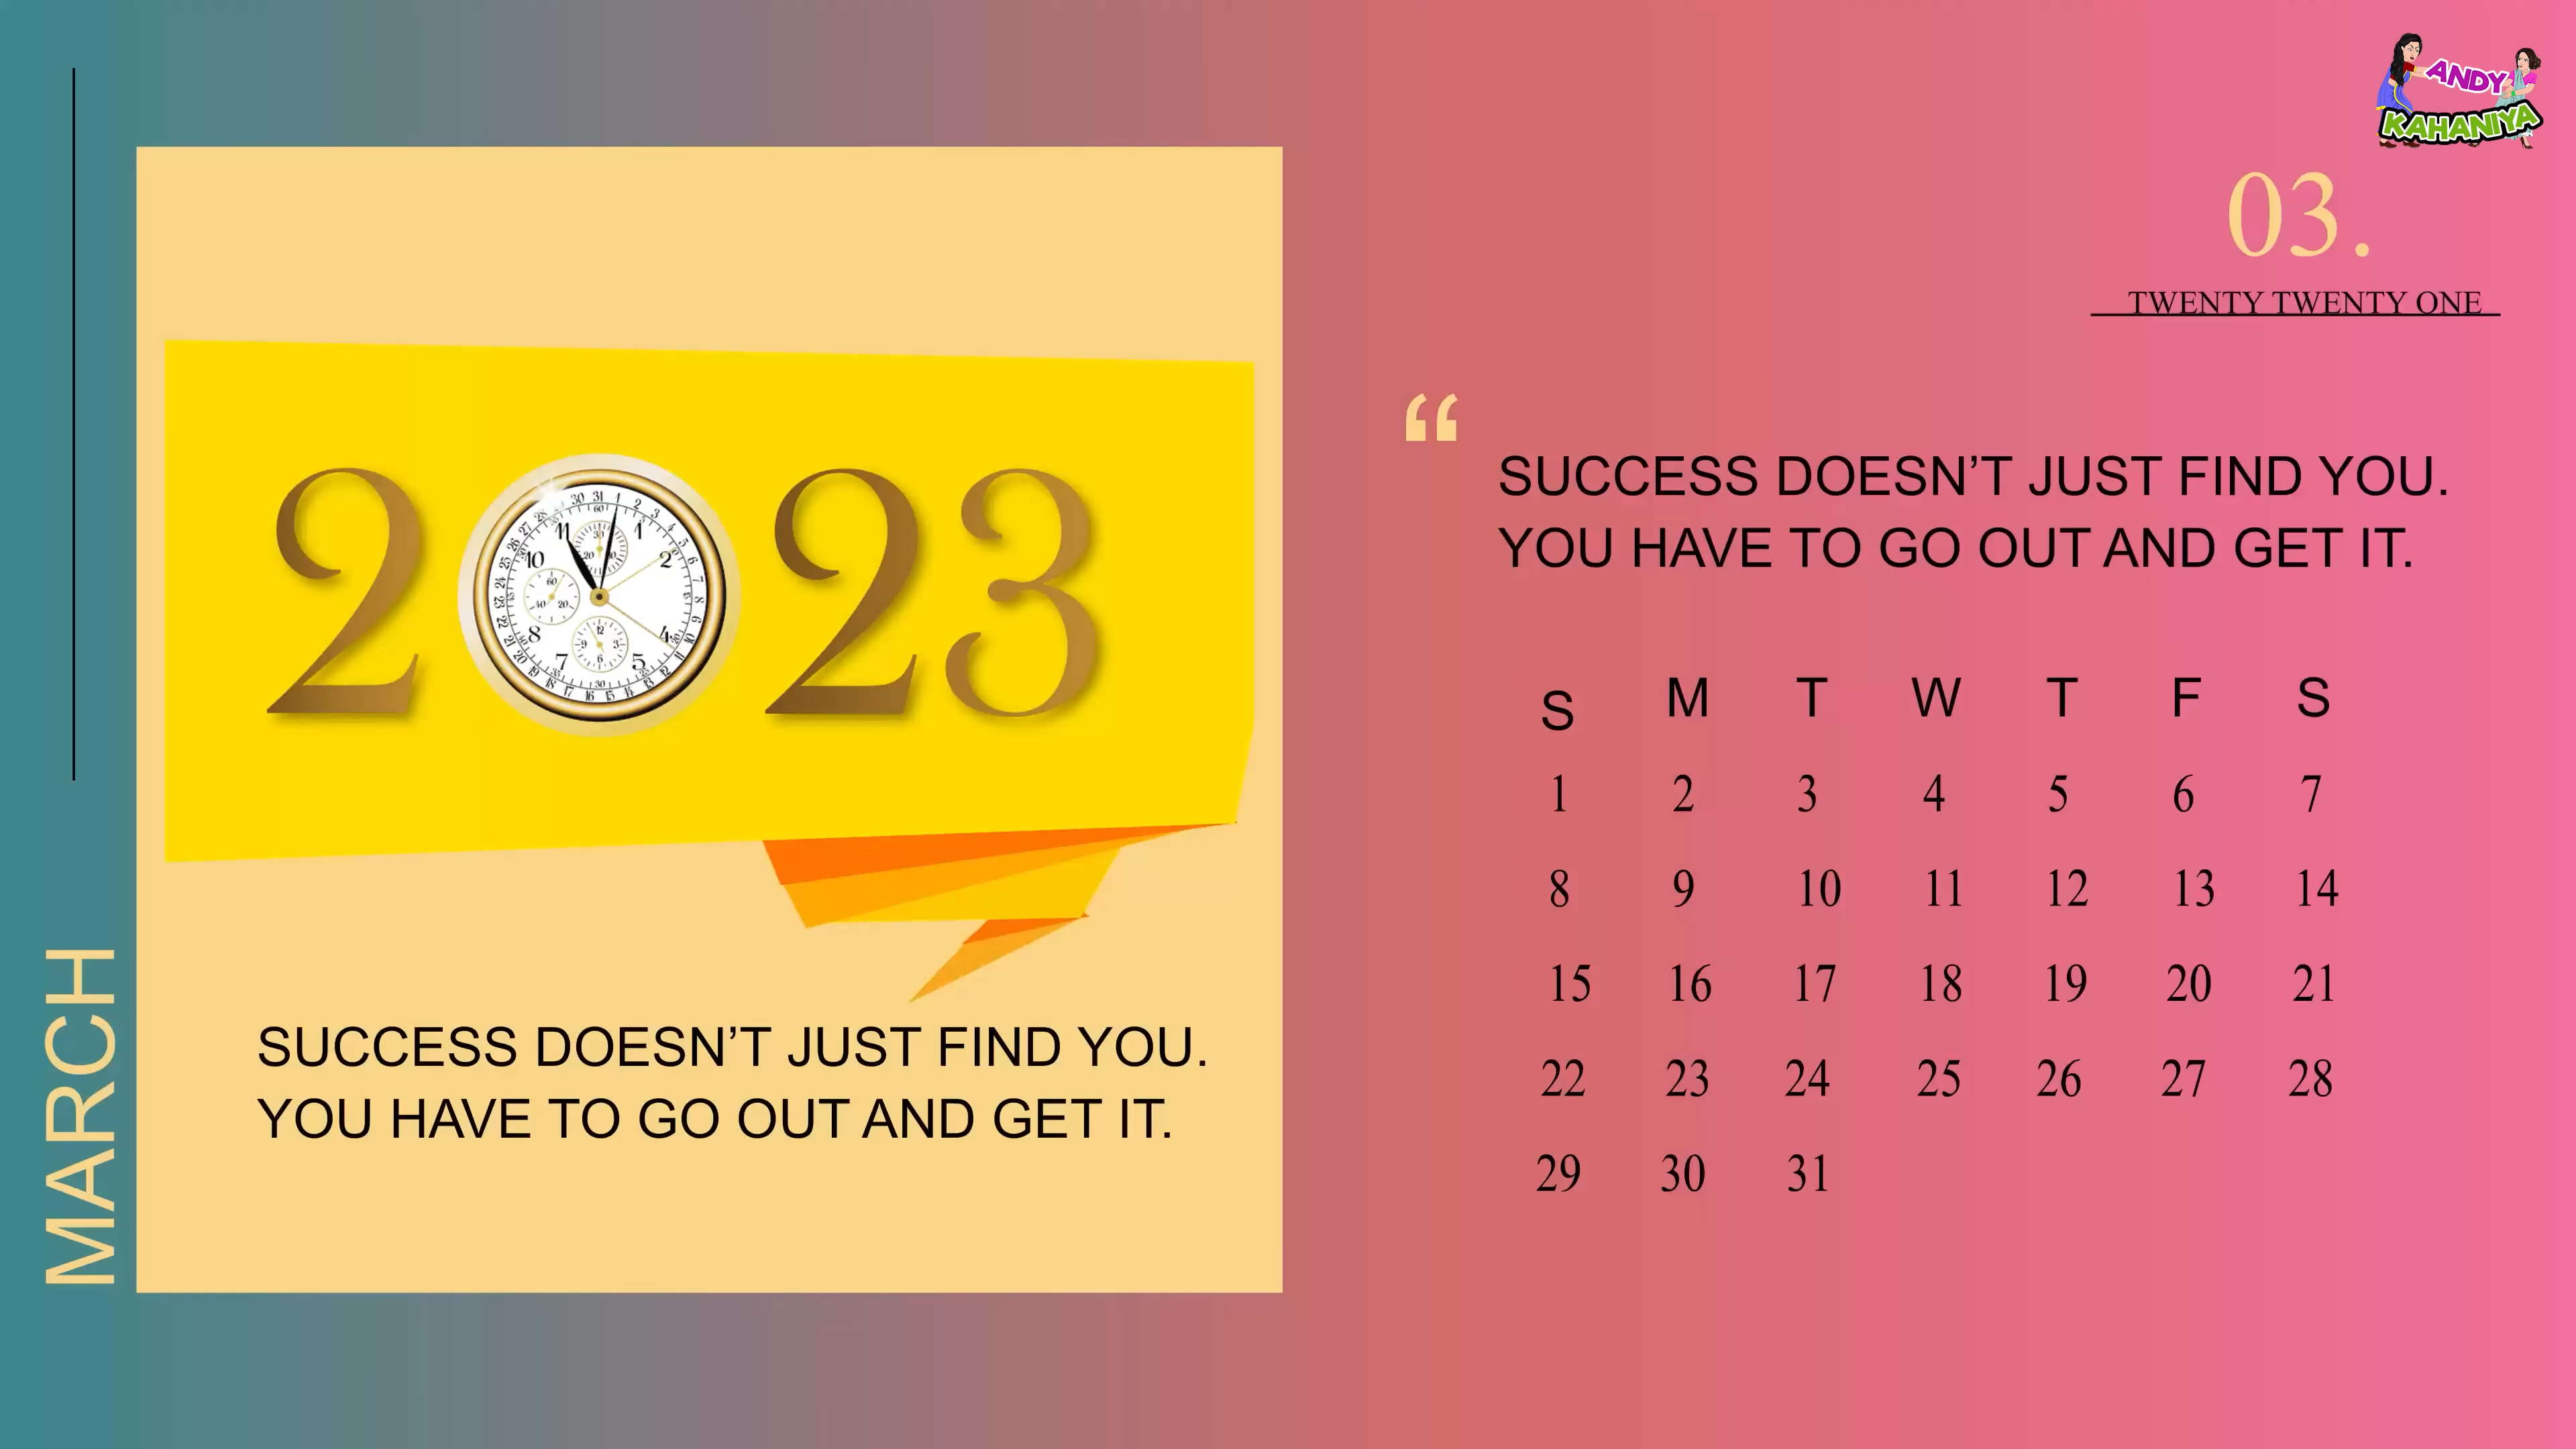 ANDY
KAHANIYA
03.
TWENTY TWENTY ONE
MARCH
2023
SUCCESS DOESN’T JUST FIND YOU.
YOU HAVE TO GO OUT AND GET IT.
“
SUCCESS DOESN’T JUST FIND YOU.
YOU HAVE TO GO OUT AND GET IT.
S M T W T F S
1 2 3 4 5 6 7
8 9 10 11 12 13 14
15 16 17 18 19 20 21
22 23 24 25 26 27 28
29 30 31